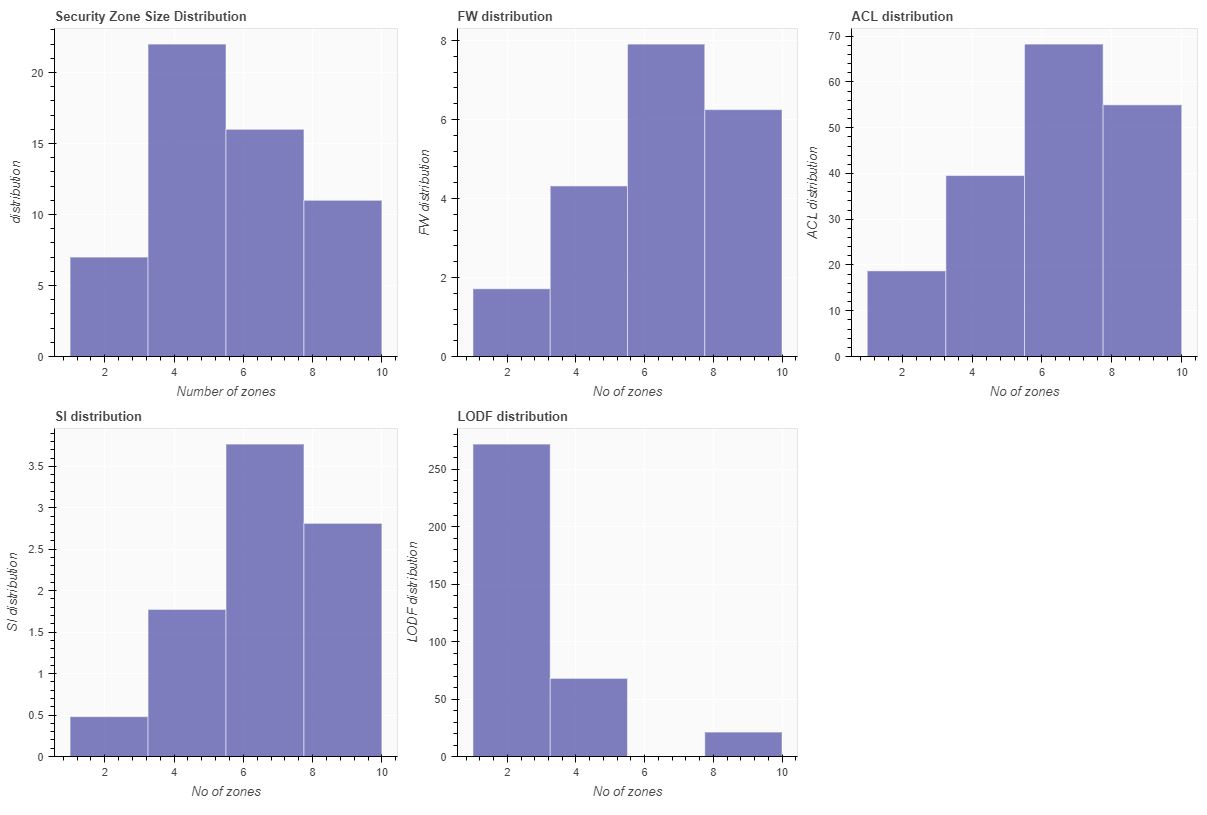 Security Zone Size Distribution
distribution
20
15
10
5
0
2 4 6 8 10
Number of zones
FW distribution
FW distribution
8
6
4
2
0
2 4 6 8 10
No of zones
ACL distribution
ACL distribution
70
60
50
40
30
20
10
0
2 4 6 8 10
No of zones
SI distribution
SI distribution
3.5
3
2.5
2
1.5
1
0.5
0
2 4 6 8 10
No of zones
LODF distribution
LODF distribution
250
200
150
100
50
0
2 4 6 8 10
No of zones